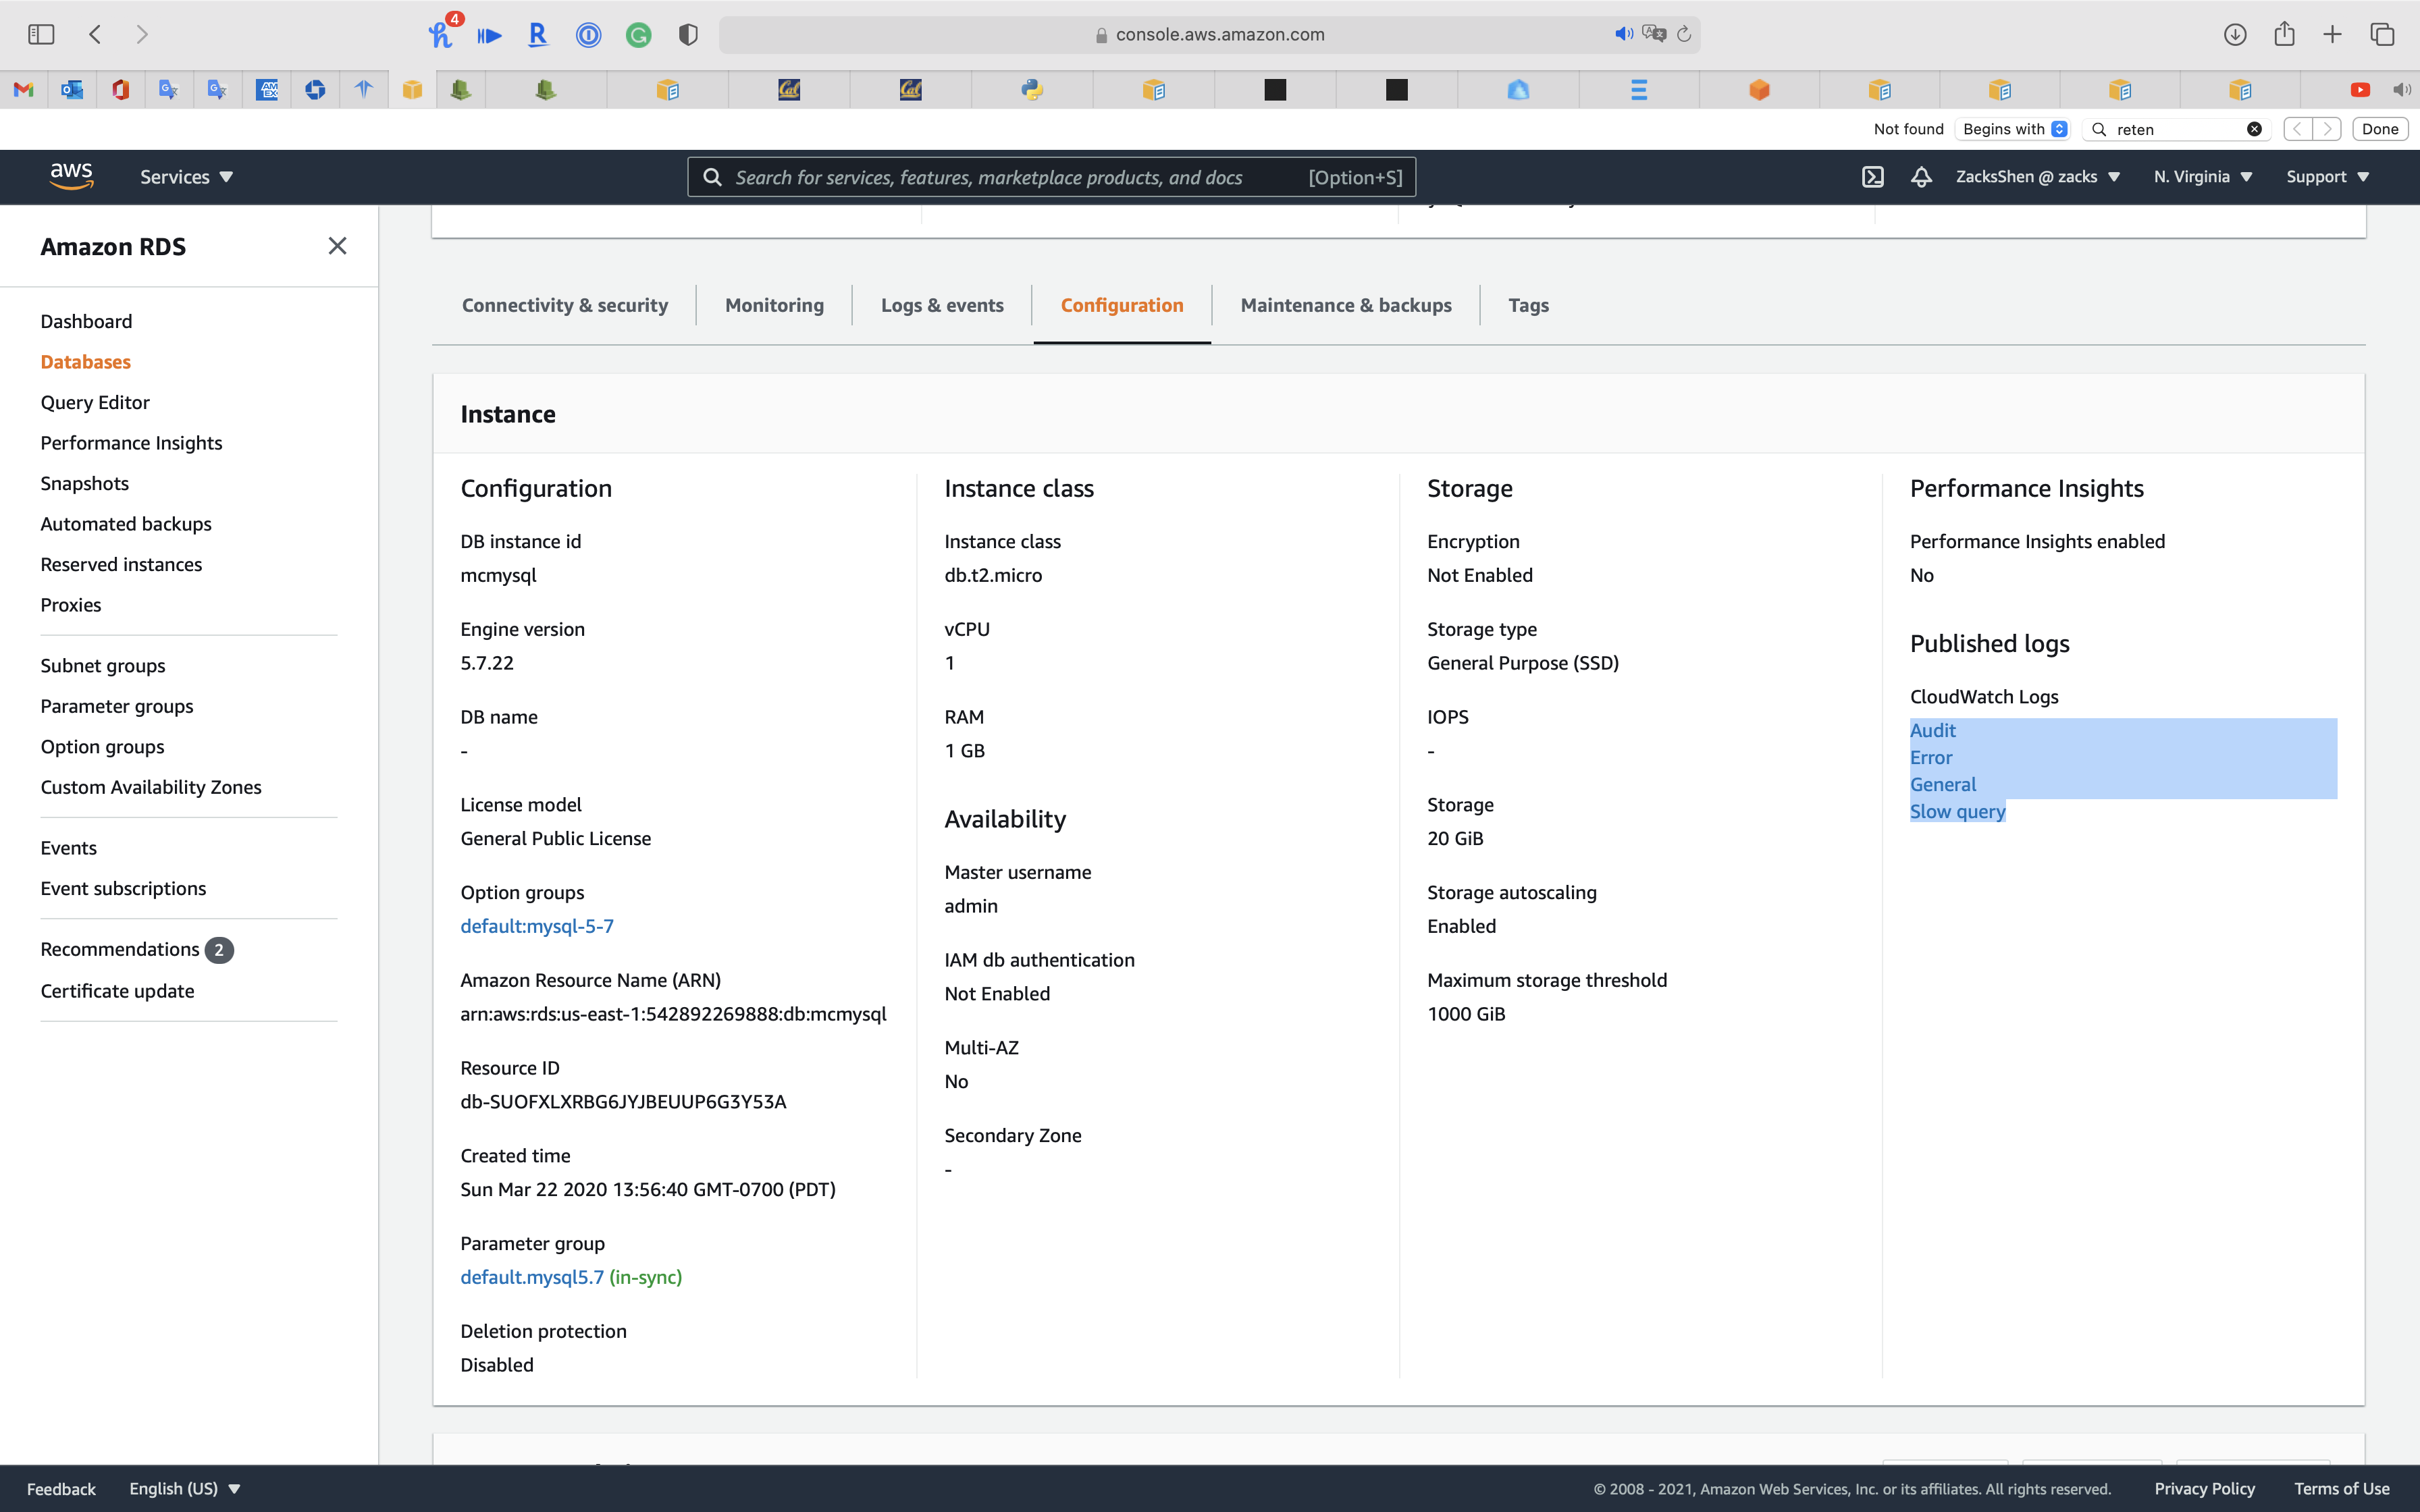 4
console.aws.amazon.com
Not found
Begins with
reten
Done
aws
Services
Search for services, features, marketplace products, and docs
[Option+S]
ZacksShen @ zacks
N. Virginia
Support
Amazon RDS
Dashboard
Databases
Query Editor
Performance Insights
Snapshots
Automated backups
Reserved instances
Proxies
Subnet groups
Parameter groups
Option groups
Custom Availability Zones
Events
Event subscriptions
Recommendations 2
Certificate update
Connectivity & security
Monitoring
Logs & events
Configuration
Maintenance & backups
Tags
Instance
Configuration
DB instance id
mcmysql
Engine version
5.7.22
DB name
-
License model
General Public License
Option groups
default:mysql-5-7
Amazon Resource Name (ARN)
arn:aws:rds:us-east-1:542892269888:db:mcmysql
Resource ID
db-SUOFXLXRBG6JYJBEUUP6G3Y53A
Created time
Sun Mar 22 2020 13:56:40 GMT-0700 (PDT)
Parameter group
default.mysql5.7 (in-sync)
Deletion protection
Disabled
Instance class
Instance class
db.t2.micro
vCPU
1
RAM
1 GB
Availability
Master username
admin
IAM db authentication
Not Enabled
Multi-AZ
No
Secondary Zone
-
Storage
Encryption
Not Enabled
Storage type
General Purpose (SSD)
IOPS
-
Storage
20 GiB
Storage autoscaling
Enabled
Maximum storage threshold
1000 GiB
Performance Insights
Performance Insights enabled
No
Published logs
CloudWatch Logs
Audit
Error
General
Slow query
Feedback
English (US)
© 2008 - 2021, Amazon Web Services, Inc. or its affiliates. All rights reserved.
Privacy Policy
Terms of Use